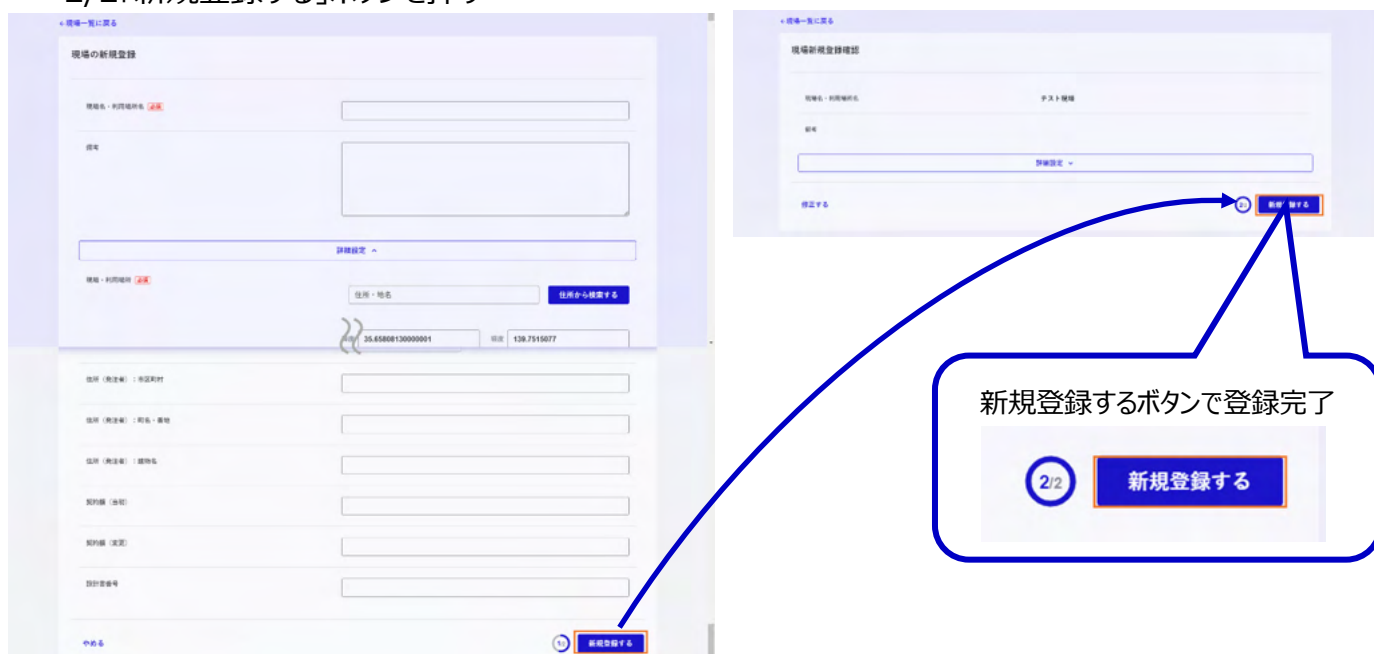 2/2:「新規登録する」ボタンを押す
< 現場一覧に戻る
現場の新規登録
現場名・利用場所名 必須
備考
詳細設定
現場・利用場所 必須
住所・地名
住所から検索する
35.65808130000001
経度 139.7515077
住所（発注者）：市区町村
住所（発注者）：町名・番地
住所（発注者）：建物名
契約額（当初）
契約額（変更）
設計書番号
やめる
1/2
新規登録する
< 現場一覧に戻る
現場新規登録確認
現場名・利用場所名
テスト現場
備考
詳細設定
修正する
2/2
新規登録する
新規登録するボタンで登録完了
2/2
新規登録する